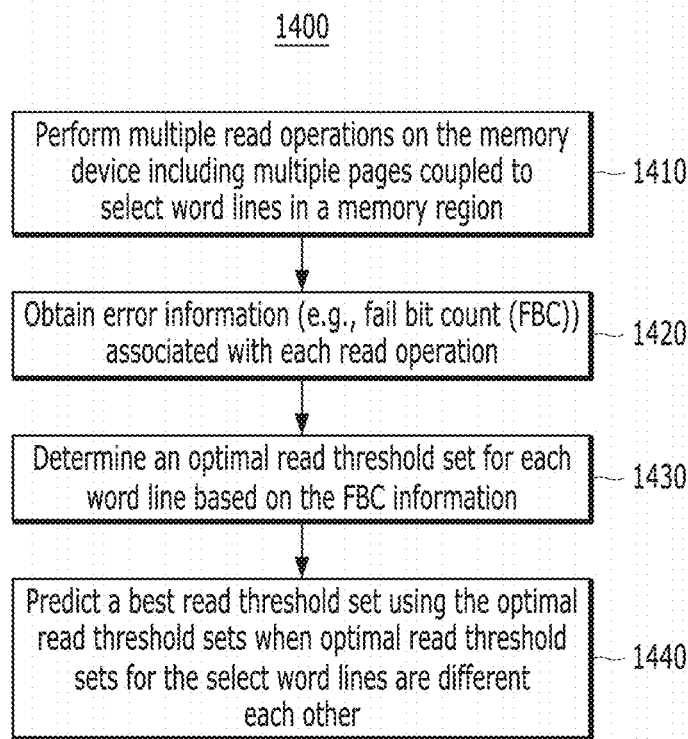 1400
Perform multiple read operations on the memory
device including multiple pages coupled to
select word lines in a memory region
1410
Obtain error information (e.g., fail bit count (FBC))
associated with each read operation
1420
Determine an optimal read threshold set for each
word line based on the FBC information
1430
Predict a best read threshold set using the optimal
read threshold sets when optimal read threshold
sets for the select word lines are different
each other
1440